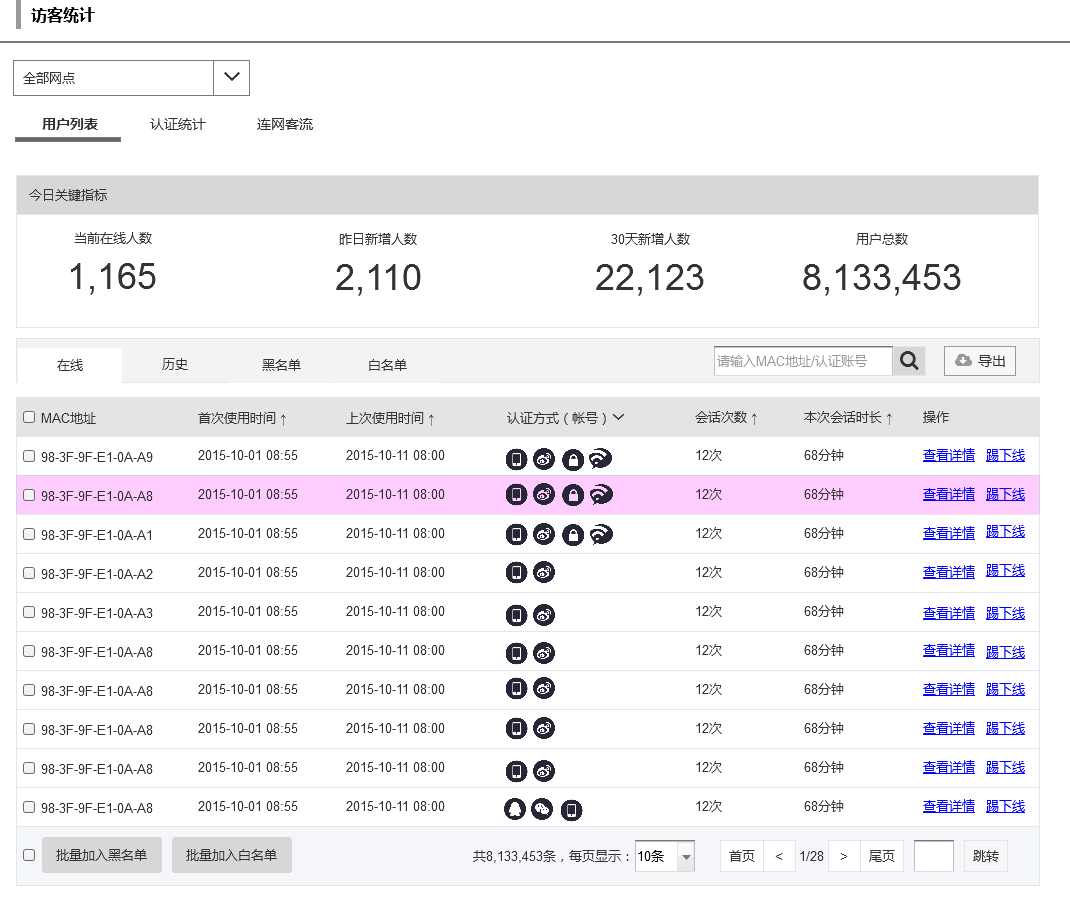 访客统计
全部网点
用户列表 认证统计 连网客流
今日关键指标
当前在线人数 昨日新增人数 30天新增人数 用户总数
1,165 2,110 22,123 8,133,453
在线 历史 黑名单 白名单 请输入MAC地址/认证账号 导出
MAC地址 首次使用时间↑ 上次使用时间↑ 认证方式（帐号） 会话次数↑ 本次会话时长↑ 操作
98-3F-9F-E1-0A-A9 2015-10-01 08:55 2015-10-11 08:00 12次 68分钟 查看详情 踢下线
98-3F-9F-E1-0A-A8 2015-10-01 08:55 2015-10-11 08:00 12次 68分钟 查看详情 踢下线
98-3F-9F-E1-0A-A1 2015-10-01 08:55 2015-10-11 08:00 12次 68分钟 查看详情 踢下线
98-3F-9F-E1-0A-A2 2015-10-01 08:55 2015-10-11 08:00 12次 68分钟 查看详情 踢下线
98-3F-9F-E1-0A-A3 2015-10-01 08:55 2015-10-11 08:00 12次 68分钟 查看详情 踢下线
98-3F-9F-E1-0A-A8 2015-10-01 08:55 2015-10-11 08:00 12次 68分钟 查看详情 踢下线
98-3F-9F-E1-0A-A8 2015-10-01 08:55 2015-10-11 08:00 12次 68分钟 查看详情 踢下线
98-3F-9F-E1-0A-A8 2015-10-01 08:55 2015-10-11 08:00 12次 68分钟 查看详情 踢下线
98-3F-9F-E1-0A-A8 2015-10-01 08:55 2015-10-11 08:00 12次 68分钟 查看详情 踢下线
98-3F-9F-E1-0A-A8 2015-10-01 08:55 2015-10-11 08:00 12次 68分钟 查看详情 踢下线
批量加入黑名单 批量加入白名单 共8,133,453条，每页显示： 10条 首页 < 1/28 > 尾页 跳转